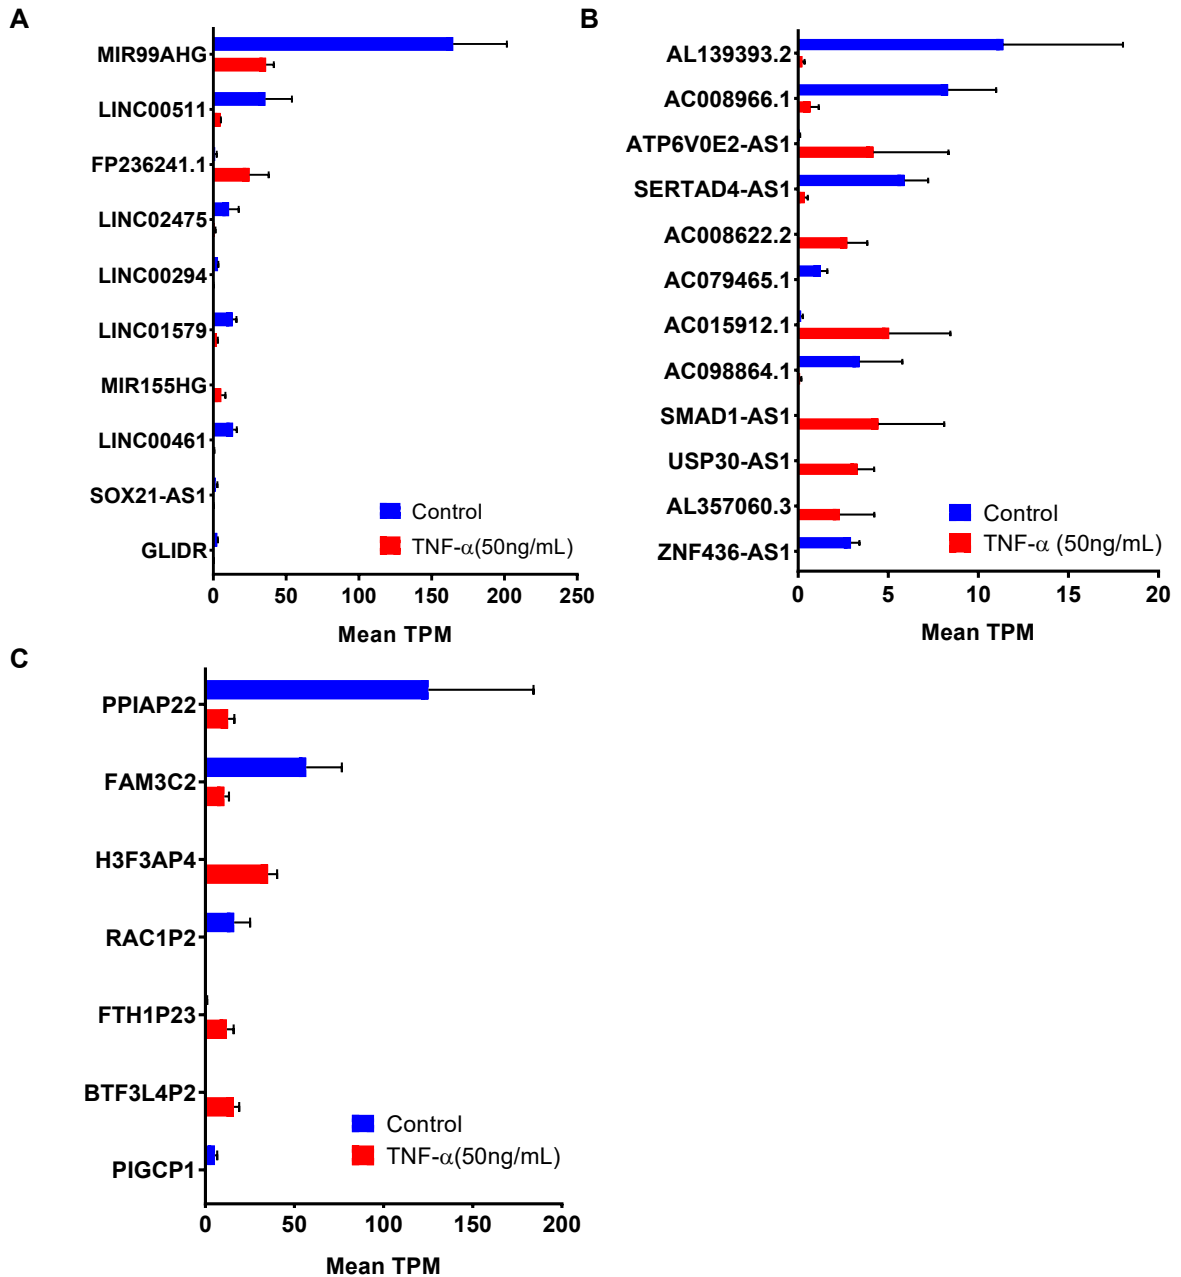 A
MIR99AHG
LINC00511
FP236241.1
LINC02475
LINC00294
LINC01579
MIR155HG
LINC00461
SOX21-AS1
GLIDR
Control
TNF-α(50ng/mL)
0 50 100 150 200 250
Mean TPM
B
AL139393.2
AC008966.1
ATP6V0E2-AS1
SERTAD4-AS1
AC008622.2
AC079465.1
AC015912.1
AC098864.1
SMAD1-AS1
USP30-AS1
AL357060.3
ZNF436-AS1
Control
TNF-α (50ng/mL)
0 5 10 15 20
Mean TPM
C
PPIAP22
FAM3C2
H3F3AP4
RAC1P2
FTH1P23
BTF3L4P2
PIGCP1
Control
TNF-α(50ng/mL)
0 50 100 150 200
Mean TPM